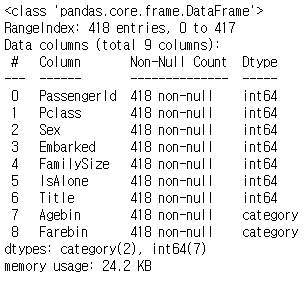 <class 'pandas.core.frame.DataFrame'>
RangeIndex: 418 entries, 0 to 417
Data columns (total 9 columns):
 #   Column       Non-Null Count  Dtype
---  ------       --------------  -----
 0   PassengerId  418 non-null    int64
 1   Pclass       418 non-null    int64
 2   Sex          418 non-null    int64
 3   Embarked     418 non-null    int64
 4   FamilySize   418 non-null    int64
 5   IsAlone      418 non-null    int64
 6   Title        418 non-null    int64
 7   Agebin       418 non-null    category
 8   Farebin      418 non-null    category
dtypes: category(2), int64(7)
memory usage: 24.2 KB